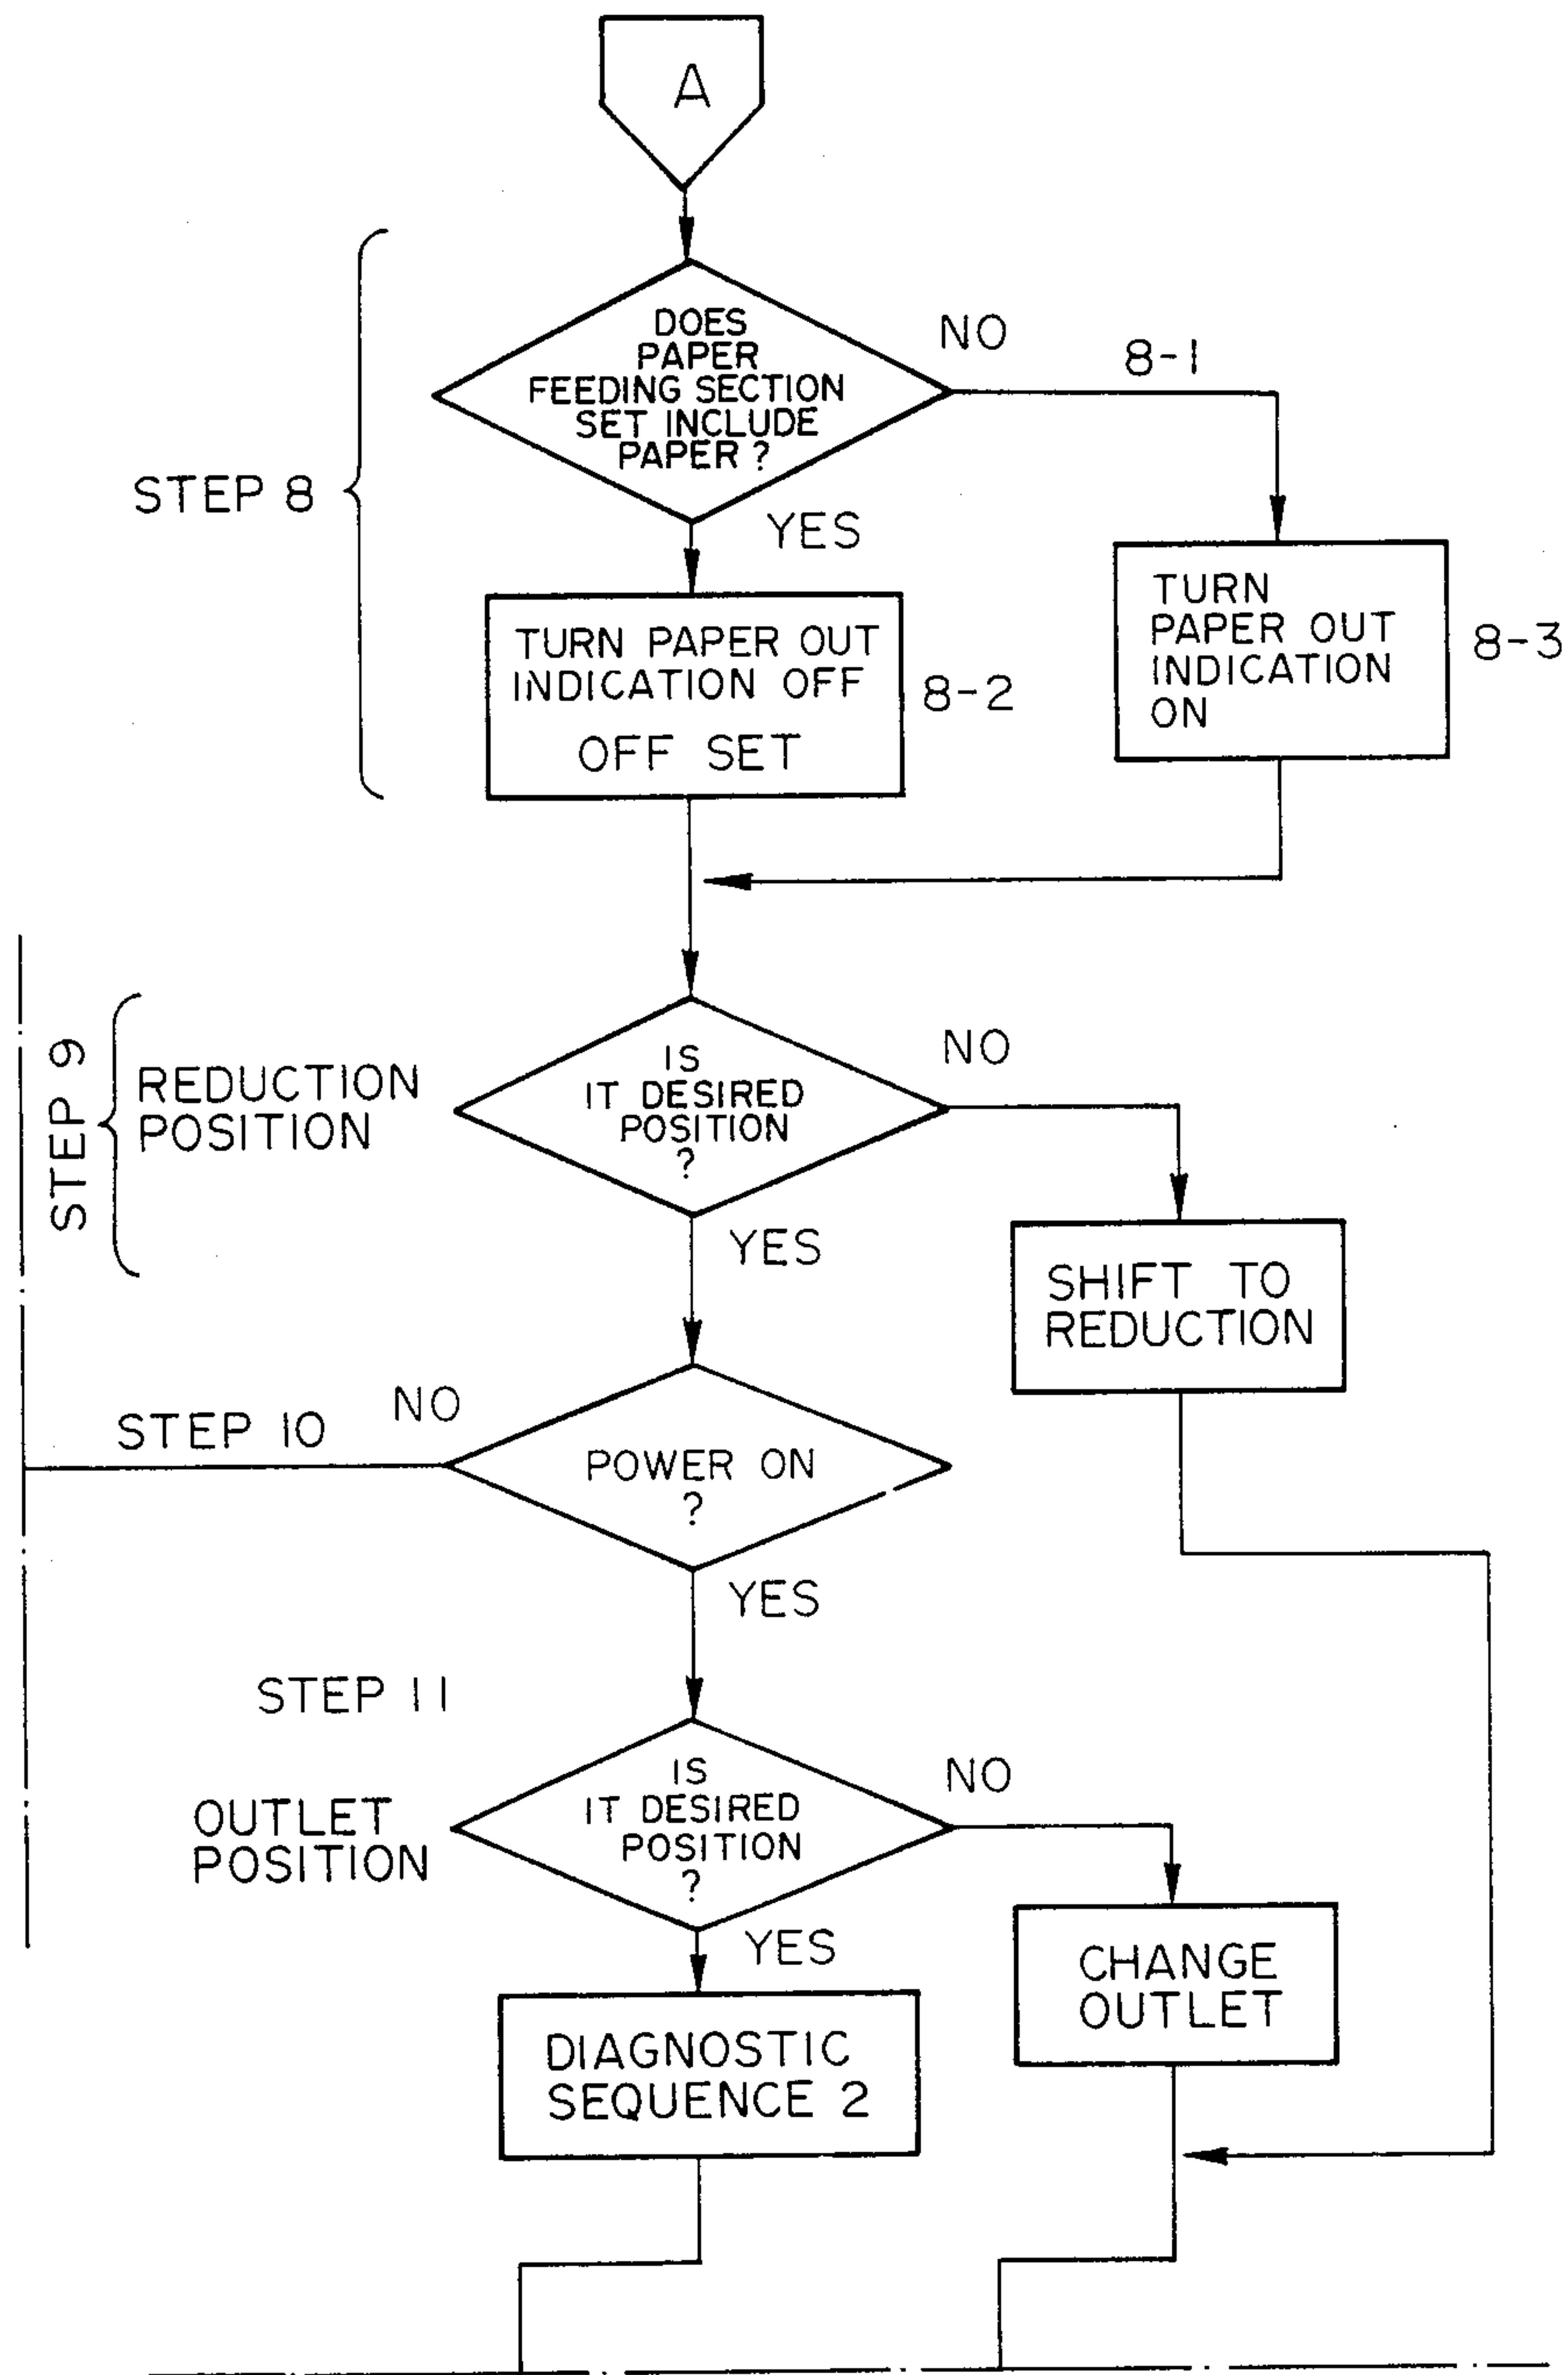 A
DOES
PAPER
FEEDING SECTION
SET INCLUDE
PAPER ?
NO
8-1
STEP 8
YES
TURN PAPER OUT
INDICATION OFF
OFF SET
8-2
TURN
PAPER OUT
INDICATION
ON
8-3
STEP 9
REDUCTION
POSITION
IS
IT DESIRED
POSITION
?
NO
YES
SHIFT TO
REDUCTION
STEP 10
NO
POWER ON
?
YES
STEP 11
OUTLET
POSITION
IS
IT DESIRED
POSITION
?
NO
YES
CHANGE
OUTLET
DIAGNOSTIC
SEQUENCE 2